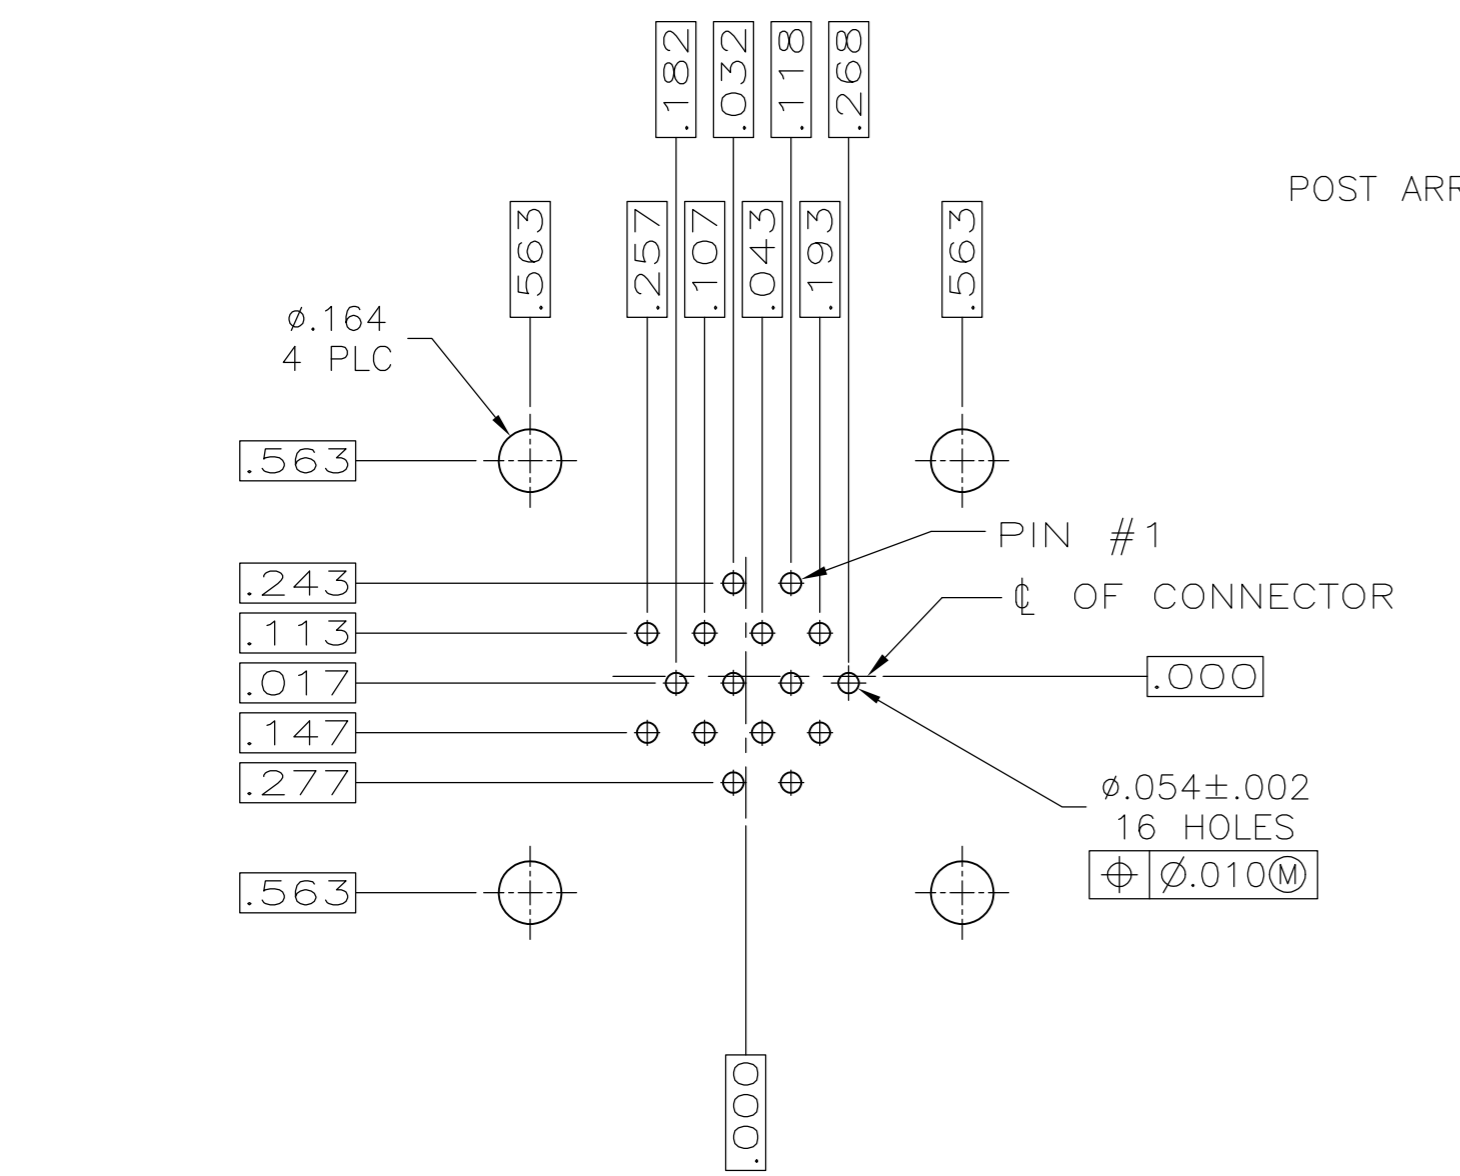 .182
.032
.118
.268
POST ARR
.563
.257
.107
.043
.193
.563
ø.164
4 PLC
.563
PIN #1
.243
℄ OF CONNECTOR
.113
.017
.000
.147
.277
ø.054±.002
16 HOLES
⌖ Ø.010Ⓜ
.563
.000